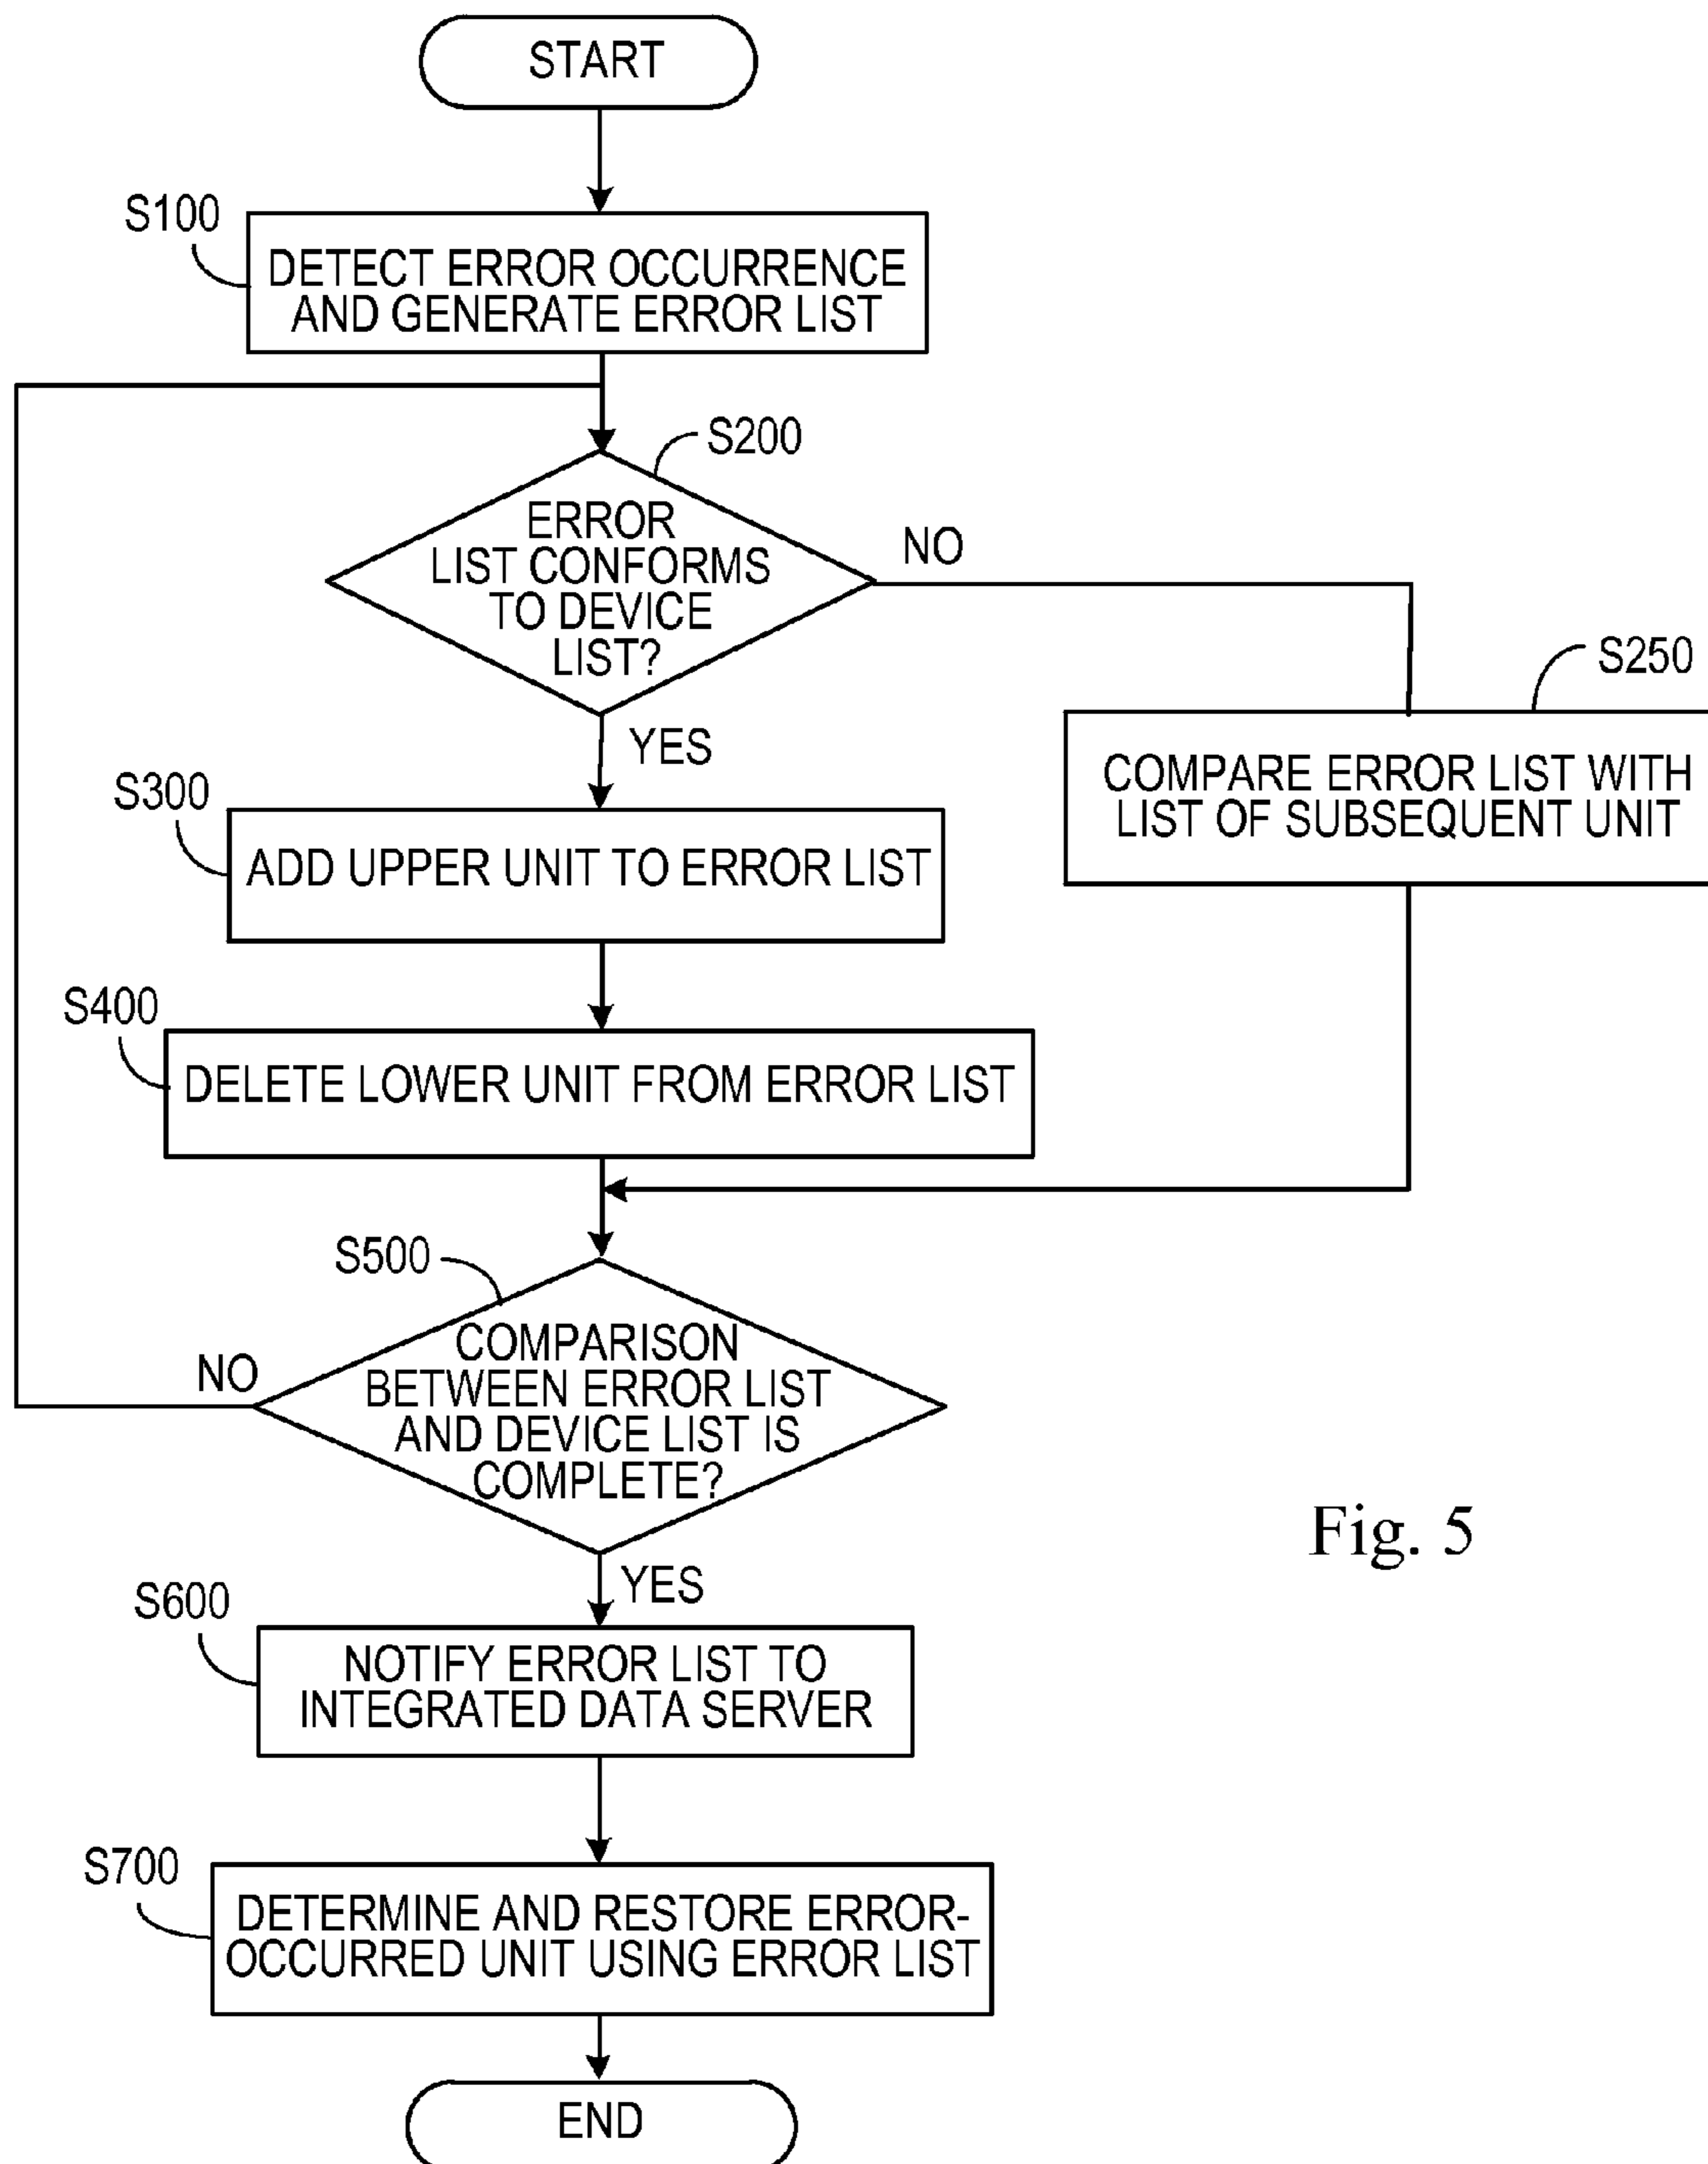 START
S100
DETECT ERROR OCCURRENCE
AND GENERATE ERROR LIST
S200
ERROR
LIST CONFORMS
TO DEVICE
LIST?
NO
YES
S250
COMPARE ERROR LIST WITH
LIST OF SUBSEQUENT UNIT
S300
ADD UPPER UNIT TO ERROR LIST
S400
DELETE LOWER UNIT FROM ERROR LIST
S500
COMPARISON
BETWEEN ERROR LIST
AND DEVICE LIST IS
COMPLETE?
NO
YES
Fig. 5
S600
NOTIFY ERROR LIST TO
INTEGRATED DATA SERVER
S700
DETERMINE AND RESTORE ERROR-
OCCURRED UNIT USING ERROR LIST
END